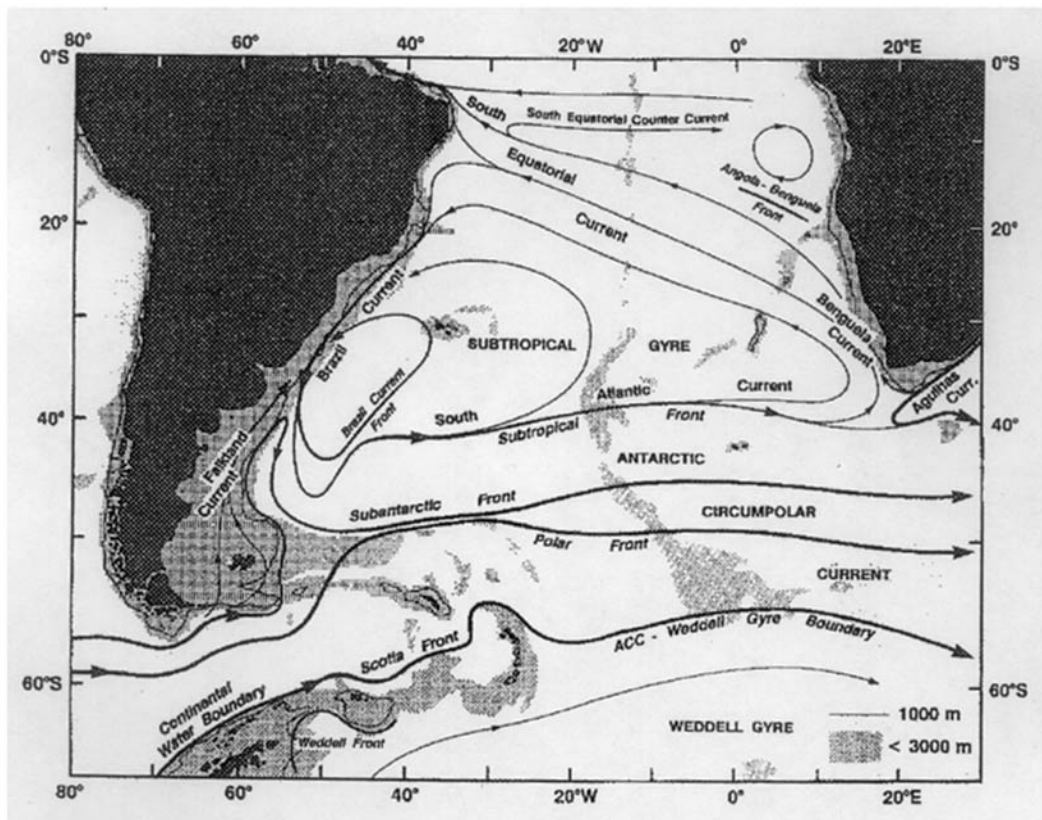 80° 60° 40° 20°W 0° 20°E
0°S 0°S
South
South Equatorial Counter Current
Equatorial
Angola - Benguela
Front
20° 20°
Current
Current
Benguela
Current
SUBTROPICAL GYRE
Brazil
Brazil Current
Front
Atlantic Current
South
Subtropical Front
Agulhas
Curr.
40° 40°
ANTARCTIC
Falkland
Current
Subantarctic Front
CIRCUMPOLAR
Polar Front
CURRENT
ACC - Weddell Gyre Boundary
Scotia Front
60°S 60°S
Continental
Water Boundary
1000 m
WEDDELL GYRE
Weddell Front
< 3000 m
80° 60° 40° 20°W 0° 20°E